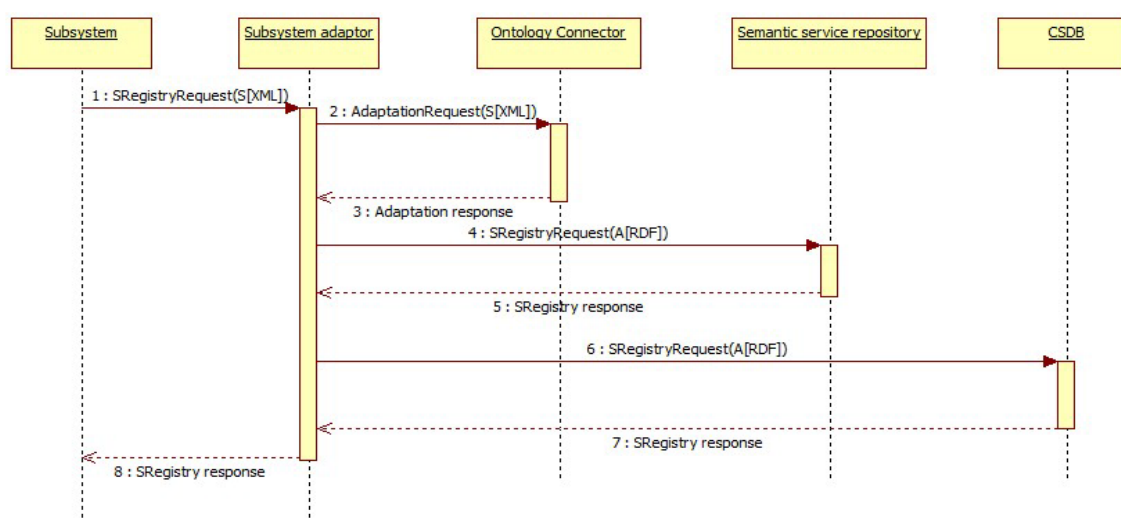 Subsystem
Subsystem adaptor
Ontology Connector
Semantic service repository
CSDB
1 : SRegistryRequest(S[XML])
2 : AdaptationRequest(S[XML])
3 : Adaptation response
4 : SRegistryRequest(A[RDF])
5 : SRegistry response
6 : SRegistryRequest(A[RDF])
7 : SRegistry response
8 : SRegistry response